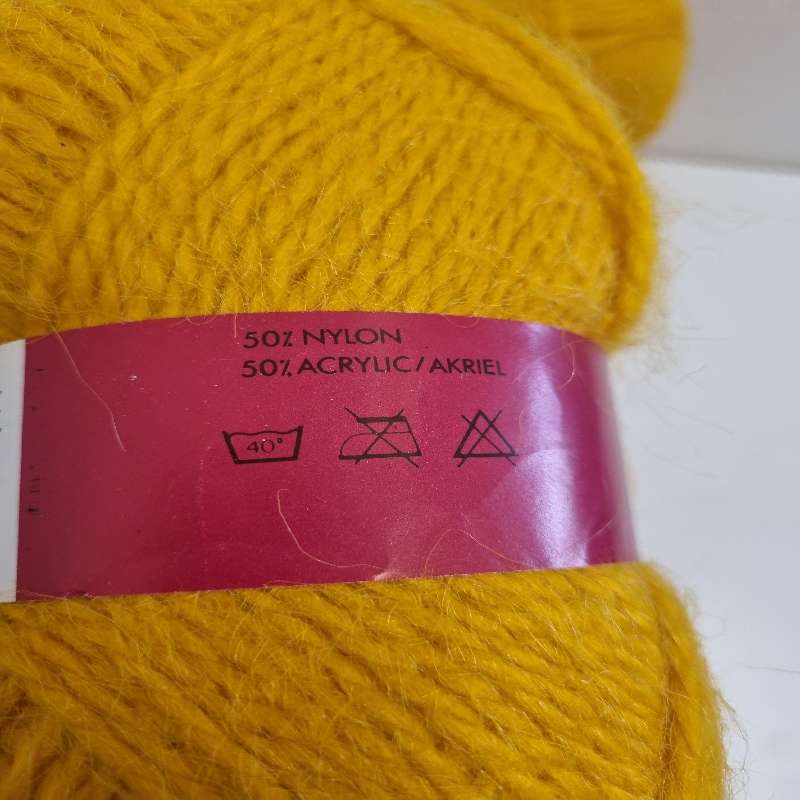 50% NYLON
50% ACRYLIC / AKRIEL
40°